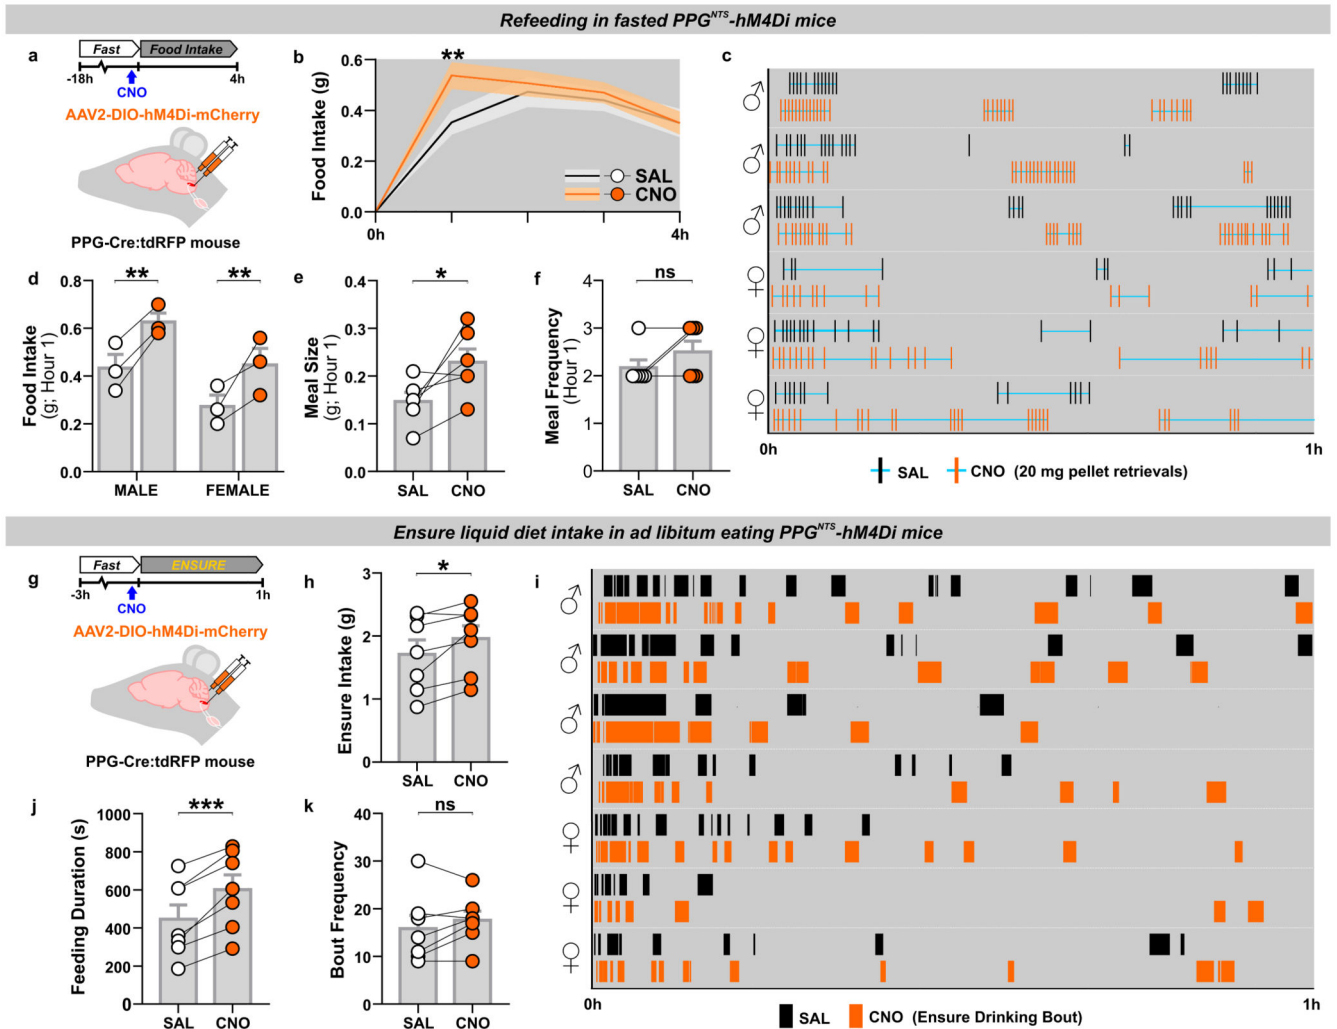 Refeeding in fasted PPGNTS-hM4Di mice
a
Fast
Food Intake
-18h
4h
CNO
AAV2-DIO-hM4Di-mCherry
PPG-Cre:tdRFP mouse
b
Food Intake (g)
0.6
0.4
0.2
0.0
**
SAL
CNO
0h
4h
c
♂
♂
♂
♀
♀
♀
0h
1h
SAL
CNO (20 mg pellet retrievals)
d
Food Intake
(g; Hour 1)
0.8
0.6
0.4
0.2
0.0
**
**
MALE
FEMALE
e
Meal Size
(g; Hour 1)
0.4
0.3
0.2
0.1
0.0
*
SAL
CNO
f
Meal Frequency
(Hour 1)
4
3
2
1
0
ns
SAL
CNO
Ensure liquid diet intake in ad libitum eating PPGNTS-hM4Di mice
g
Fast
ENSURE
-3h
1h
CNO
AAV2-DIO-hM4Di-mCherry
PPG-Cre:tdRFP mouse
h
Ensure Intake (g)
3
2
1
0
*
SAL
CNO
i
♂
♂
♂
♂
♀
♀
♀
0h
1h
SAL
CNO (Ensure Drinking Bout)
j
Feeding Duration (s)
1000
800
600
400
200
0
***
SAL
CNO
k
Bout Frequency
40
30
20
10
0
ns
SAL
CNO